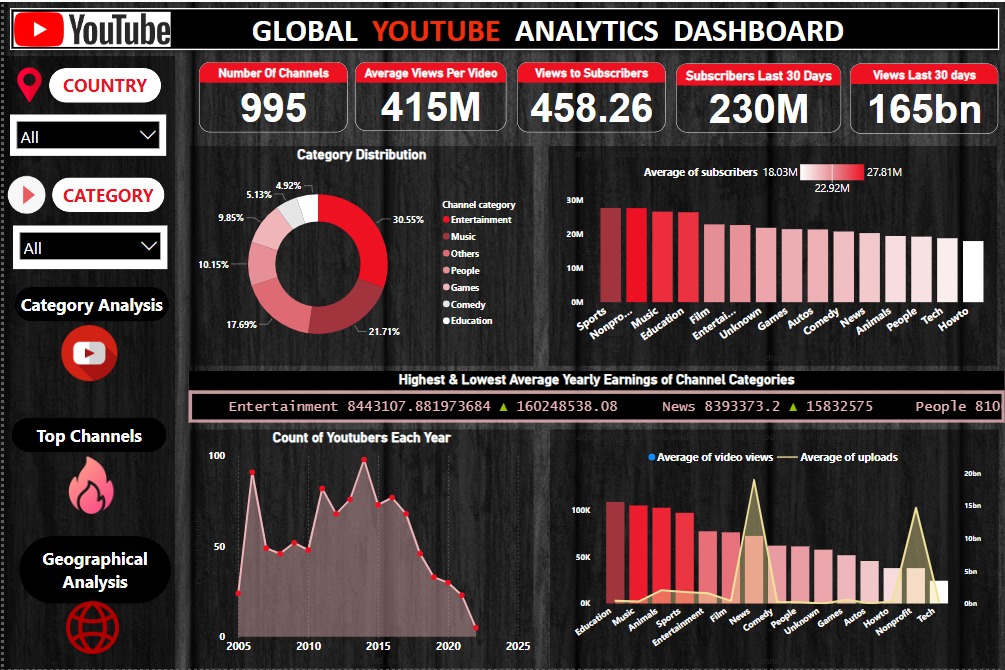 YouTube
GLOBAL YOUTUBE ANALYTICS DASHBOARD
COUNTRY
All
CATEGORY
All
Category Analysis
Top Channels
Geographical
Analysis
Number Of Channels
995
Average Views Per Video
415M
Views to Subscribers
458.26
Subscribers Last 30 Days
230M
Views Last 30 days
165bn
Category Distribution
4.92%
5.13%
9.85%
10.15%
17.69%
21.71%
30.55%
Channel category
Entertainment
Music
Others
People
Games
Comedy
Education
Average of subscribers 18.03M 27.81M
22.92M
30M
20M
10M
0M
Sports
Nonpro...
Music
Education
Film
Entertai...
Unknown
Games
Autos
Comedy
News
Animals
People
Tech
Howto
Highest & Lowest Average Yearly Earnings of Channel Categories
Entertainment 8443107.881973684 ▲ 160248538.08 News 8393373.2 ▲ 15832575 People 810
Count of Youtubers Each Year
100
50
0
2005 2010 2015 2020 2025
Average of video views Average of uploads
100K
50K
0K
20bn
15bn
10bn
5bn
0bn
Education
Music
Animals
Sports
Entertainment
Film
News
Comedy
People
Unknown
Games
Autos
Howto
Nonprofit
Tech